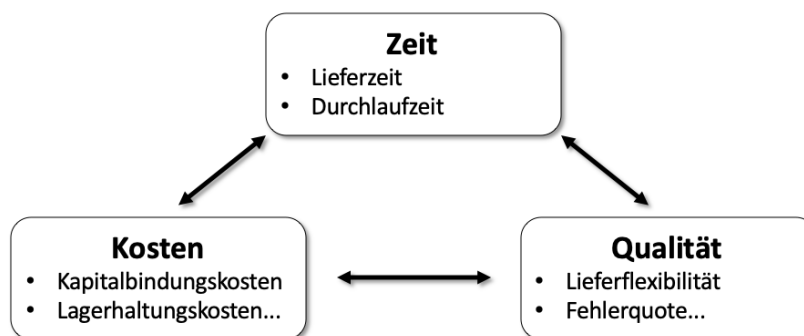 Zeit
• Lieferzeit
• Durchlaufzeit
Kosten
• Kapitalbindungskosten
• Lagerhaltungskosten...
Qualität
• Lieferflexibilität
• Fehlerquote...